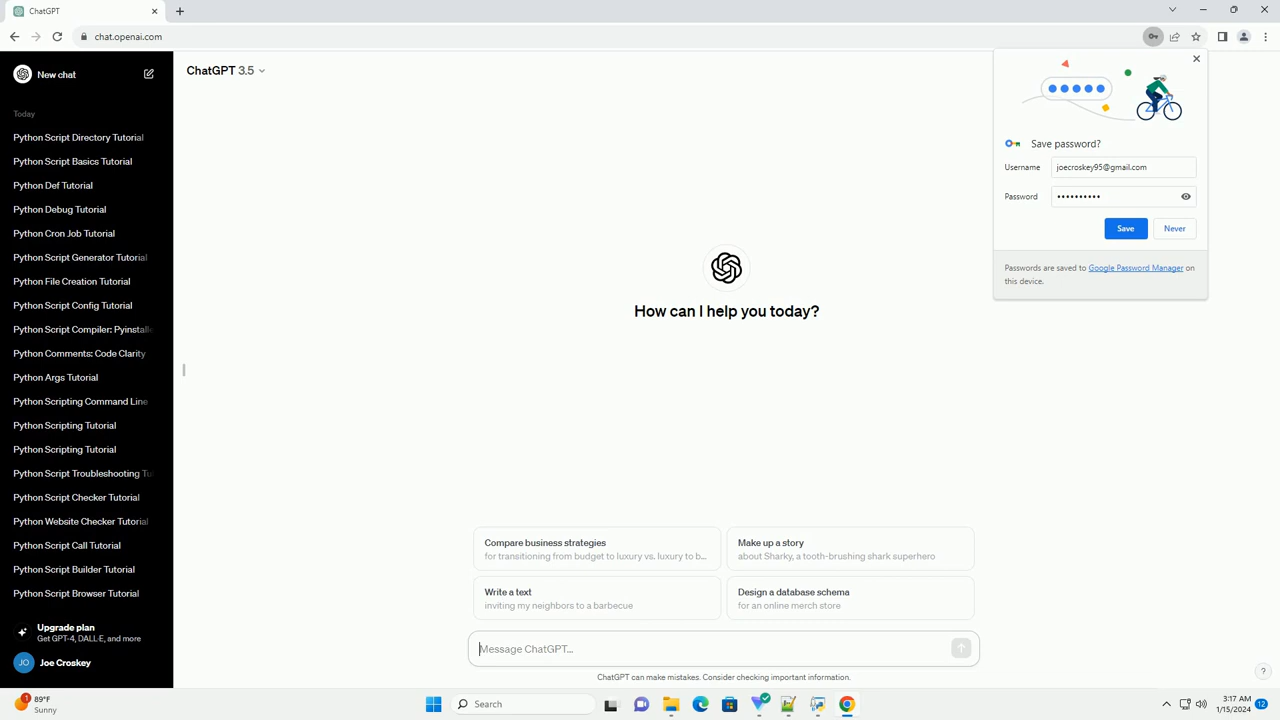 ChatGPT
chat.openai.com
New chat
Today
Python Script Directory Tutorial
Python Script Basics Tutorial
Python Def Tutorial
Python Debug Tutorial
Python Cron Job Tutorial
Python Script Generator Tutorial
Python File Creation Tutorial
Python Script Config Tutorial
Python Script Compiler: Pyinstalle
Python Comments: Code Clarity
Python Args Tutorial
Python Scripting Command Line
Python Scripting Tutorial
Python Scripting Tutorial
Python Script Troubleshooting Tu
Python Script Checker Tutorial
Python Website Checker Tutorial
Python Script Call Tutorial
Python Script Builder Tutorial
Python Script Browser Tutorial
Upgrade plan
Get GPT-4, DALL·E, and more
JO Joe Croskey
ChatGPT 3.5
Save password?
Username joecroskey95@gmail.com
Password ••••••••••
Save Never
Passwords are saved to Google Password Manager on
this device.
How can I help you today?
Compare business strategies
for transitioning from budget to luxury vs. luxury to b...
Make up a story
about Sharky, a tooth-brushing shark superhero
Write a text
inviting my neighbors to a barbecue
Design a database schema
for an online merch store
Message ChatGPT...
ChatGPT can make mistakes. Consider checking important information.
?
1
89°F
Sunny
Search
3:17 AM
1/15/2024
12